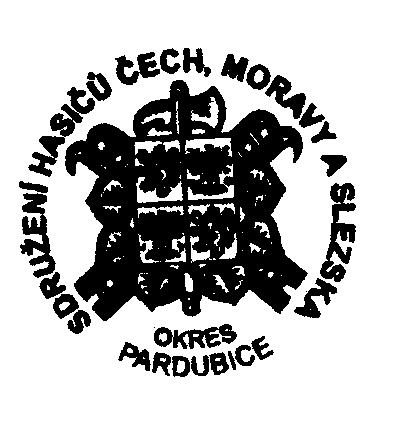 SDRUŽENÍ HASIČŮ ČECH, MORAVY A SLEZSKA
OKRES
PARDUBICE